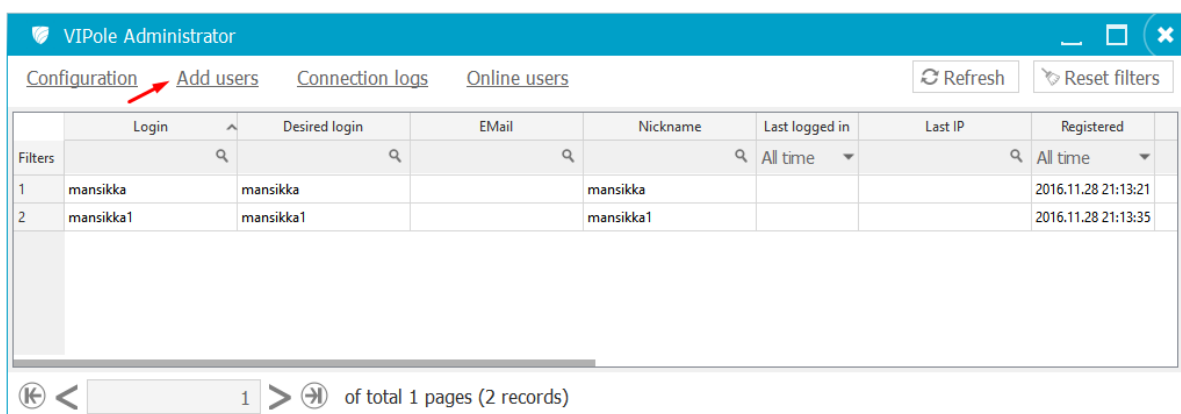 VIPole Administrator
Configuration Add users Connection logs Online users Refresh Reset filters
Login Desired login EMail Nickname Last logged in Last IP Registered
Filters All time All time
1 mansikka mansikka mansikka 2016.11.28 21:13:21
2 mansikka1 mansikka1 mansikka1 2016.11.28 21:13:35
1 of total 1 pages (2 records)